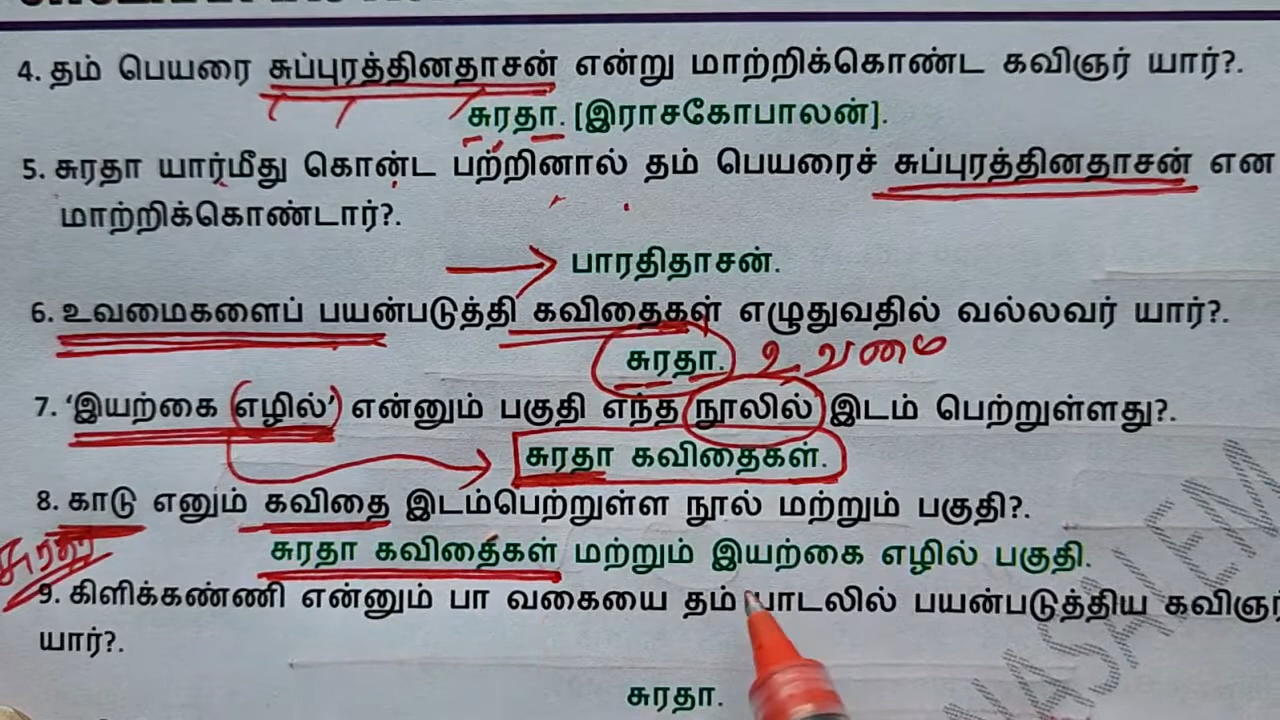 4. தம் பெயரை சுப்புரத்தினதாசன் என்று மாற்றிக்கொண்ட கவிஞர் யார்?.
சுரதா. [இராசகோபாலன்].
5. சுரதா யார்மீது கொண்ட பற்றினால் தம் பெயரைச் சுப்புரத்தினதாசன் என
மாற்றிக்கொண்டார்?.
பாரதிதாசன்.
6. உவமைகளைப் பயன்படுத்தி கவிதைகள் எழுதுவதில் வல்லவர் யார்?.
சுரதா. உவமை
7. ‘இயற்கை எழில்’ என்னும் பகுதி எந்த நூலில் இடம் பெற்றுள்ளது?.
சுரதா கவிதைகள்.
8. காடு எனும் கவிதை இடம்பெற்றுள்ள நூல் மற்றும் பகுதி?.
சுரதா கவிதைகள் மற்றும் இயற்கை எழில் பகுதி.
சுரதா
9. கிளிக்கண்ணி என்னும் பா வகையை தம் பாடலில் பயன்படுத்திய கவிஞர்
யார்?.
சுரதா.